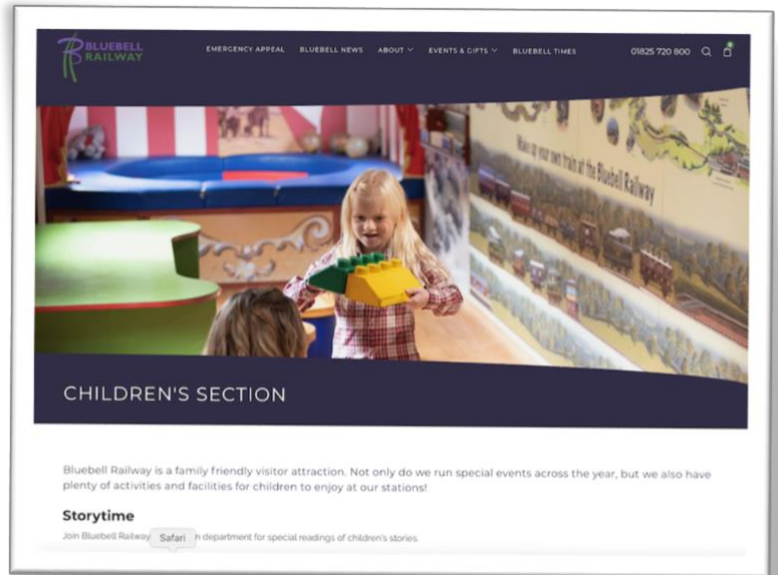 BLUEBELL
RAILWAY
EMERGENCY APPEAL BLUEBELL NEWS ABOUT EVENTS & GIFTS BLUEBELL TIMES 01825 720 800
Make up your own train at the Bluebell Railway
CHILDREN'S SECTION
Bluebell Railway is a family friendly visitor attraction. Not only do we run special events across the year, but we also have
plenty of activities and facilities for children to enjoy at our stations!
Storytime
Join Bluebell Railway Safari n department for special readings of children's stories.